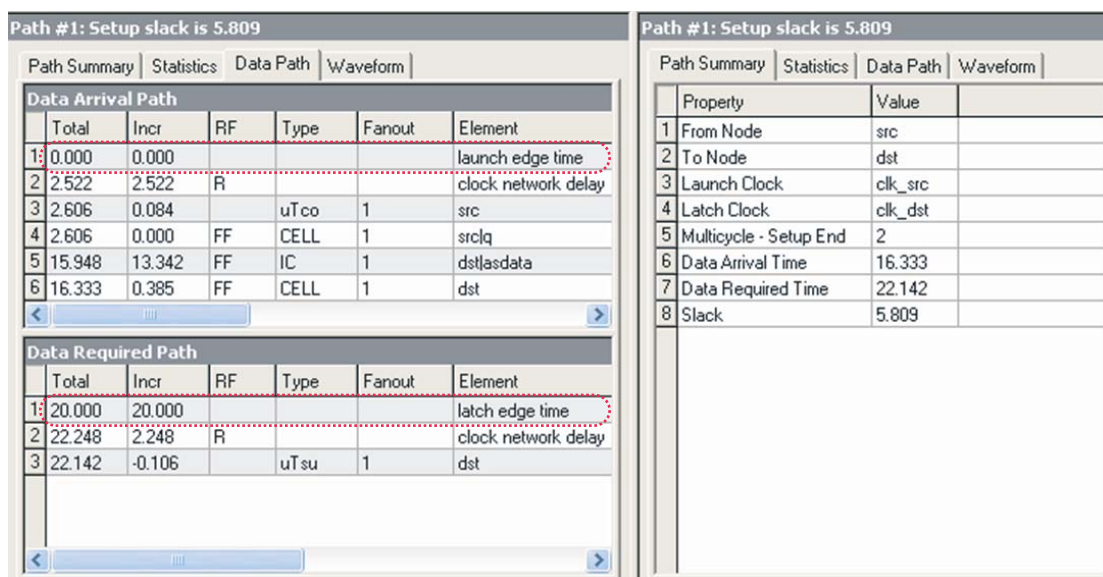 Path #1: Setup slack is 5.809
Path Summary Statistics Data Path Waveform
Data Arrival Path
Total Incr RF Type Fanout Element
1 0.000 0.000 launch edge time
2 2.522 2.522 R clock network delay
3 2.606 0.084 uTco 1 src
4 2.606 0.000 FF CELL 1 src|q
5 15.948 13.342 FF IC 1 dst|asdata
6 16.333 0.385 FF CELL 1 dst
Data Required Path
Total Incr RF Type Fanout Element
1 20.000 20.000 latch edge time
2 22.248 2.248 R clock network delay
3 22.142 -0.106 uTsu 1 dst
Path #1: Setup slack is 5.809
Path Summary Statistics Data Path Waveform
Property Value
1 From Node src
2 To Node dst
3 Launch Clock clk_src
4 Latch Clock clk_dst
5 Multicycle - Setup End 2
6 Data Arrival Time 16.333
7 Data Required Time 22.142
8 Slack 5.809